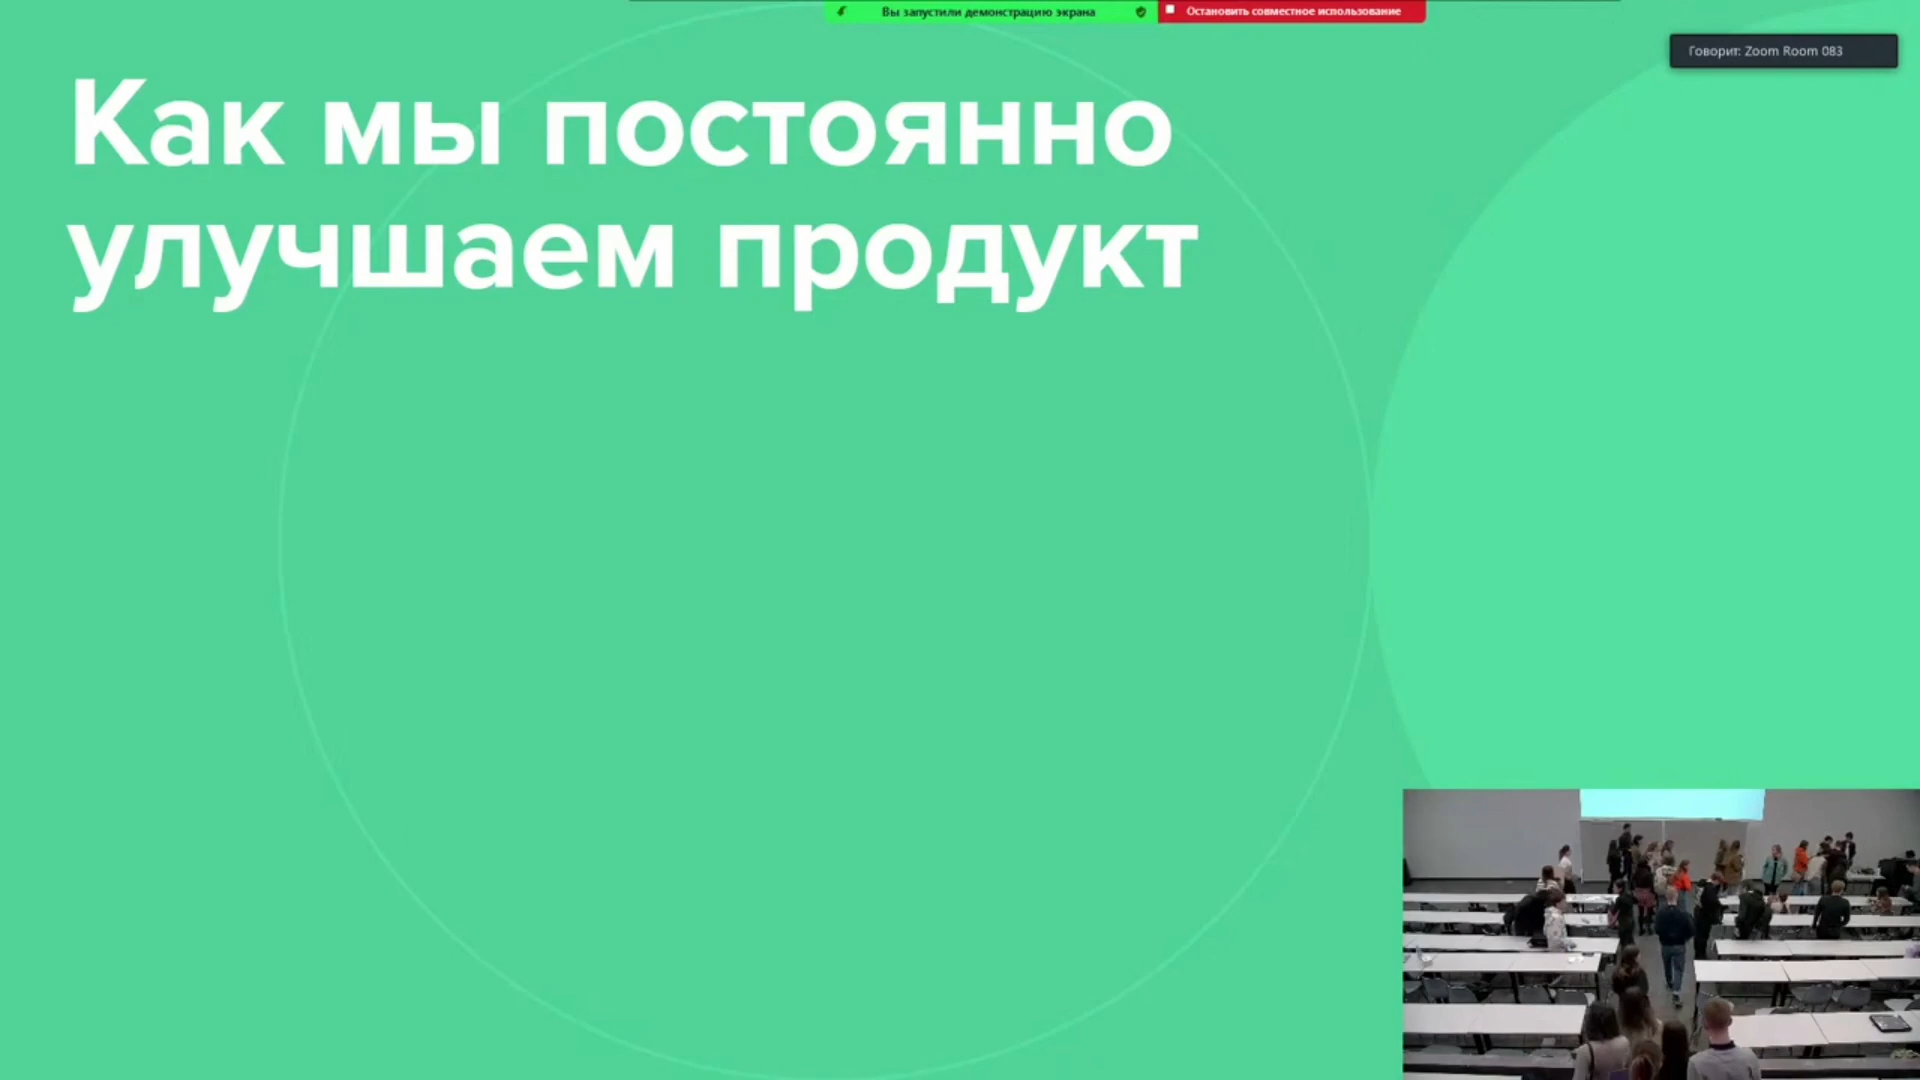 Вы запустили демонстрацию экрана
Остановить совместное использование
Говорит: Zoom Room 083
Как мы постоянно
улучшаем продукт